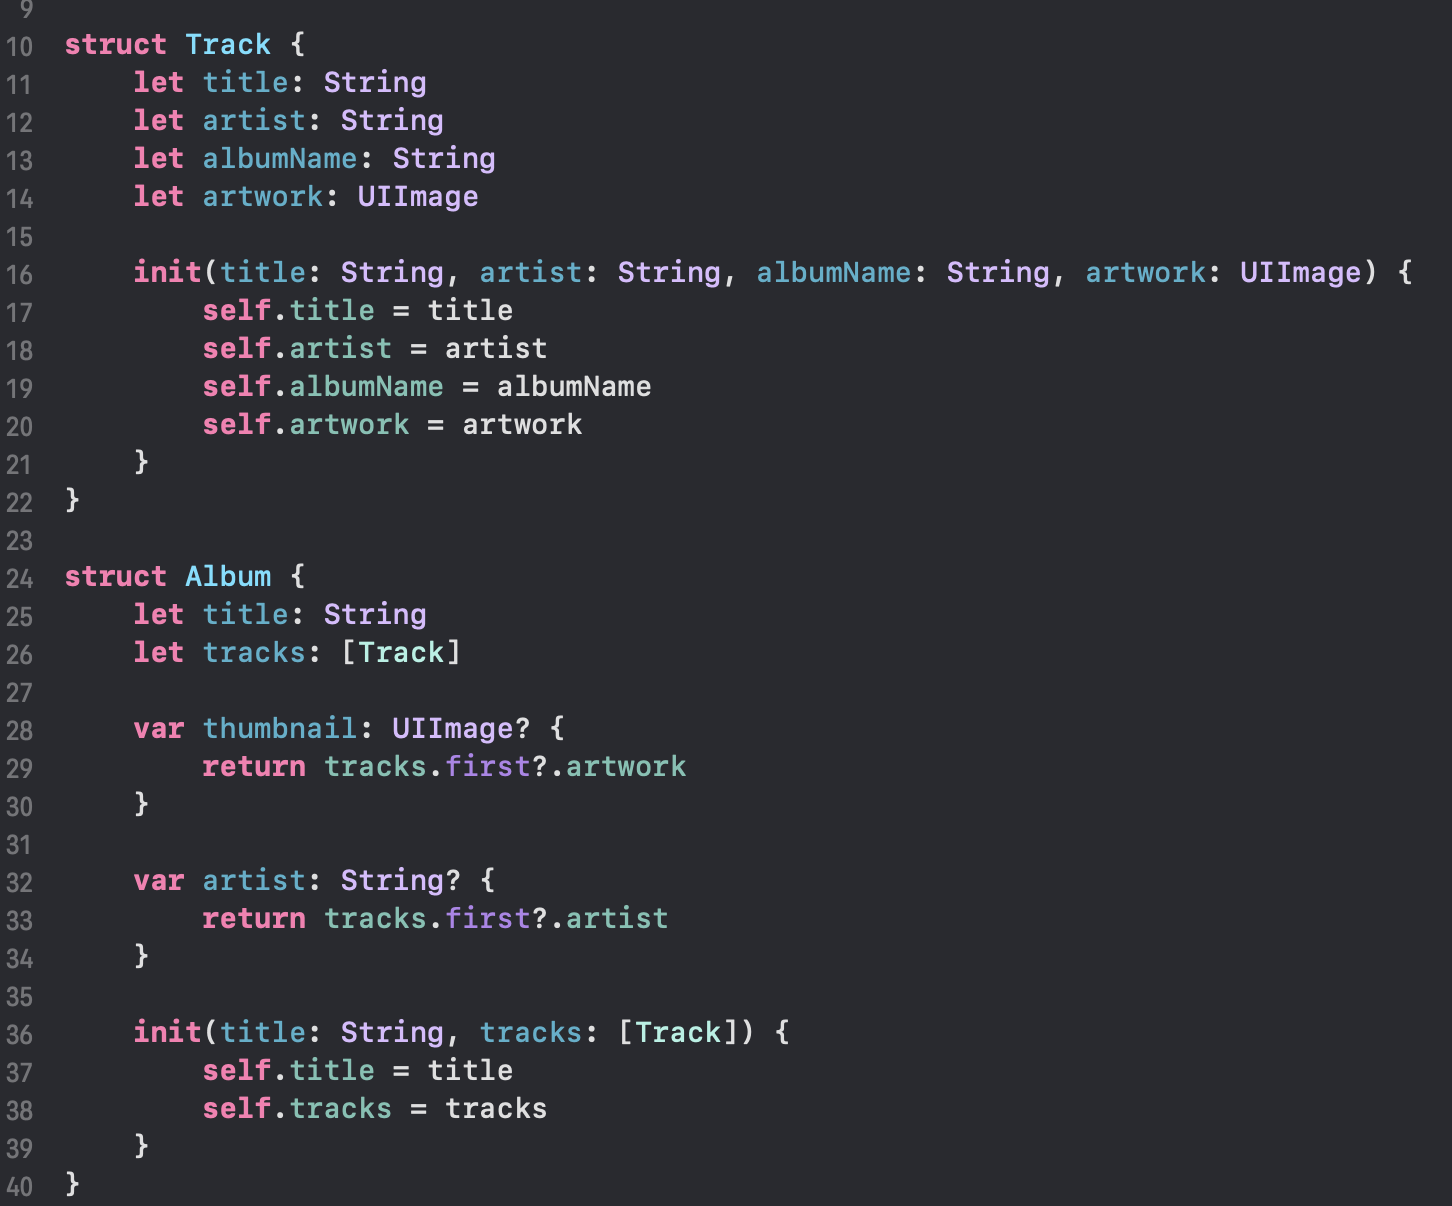 9
10 struct Track {
11     let title: String
12     let artist: String
13     let albumName: String
14     let artwork: UIImage
15
16     init(title: String, artist: String, albumName: String, artwork: UIImage) {
17         self.title = title
18         self.artist = artist
19         self.albumName = albumName
20         self.artwork = artwork
21     }
22 }
23
24 struct Album {
25     let title: String
26     let tracks: [Track]
27
28     var thumbnail: UIImage? {
29         return tracks.first?.artwork
30     }
31
32     var artist: String? {
33         return tracks.first?.artist
34     }
35
36     init(title: String, tracks: [Track]) {
37         self.title = title
38         self.tracks = tracks
39     }
40 }